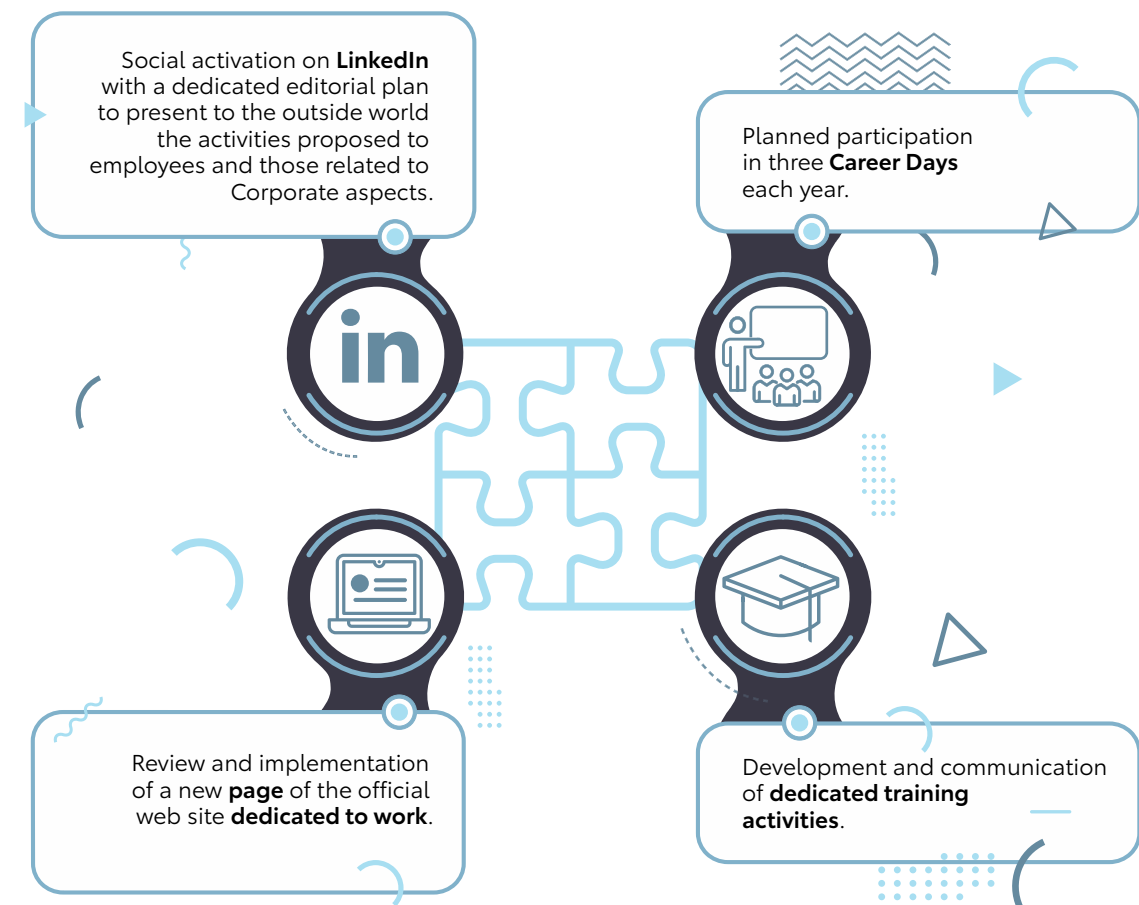 Social activation on LinkedIn
with a dedicated editorial plan
to present to the outside world
the activities proposed to
employees and those related to
Corporate aspects.
Planned participation
in three Career Days
each year.
in
Review and implementation
of a new page of the official
web site dedicated to work.
Development and communication
of dedicated training
activities.